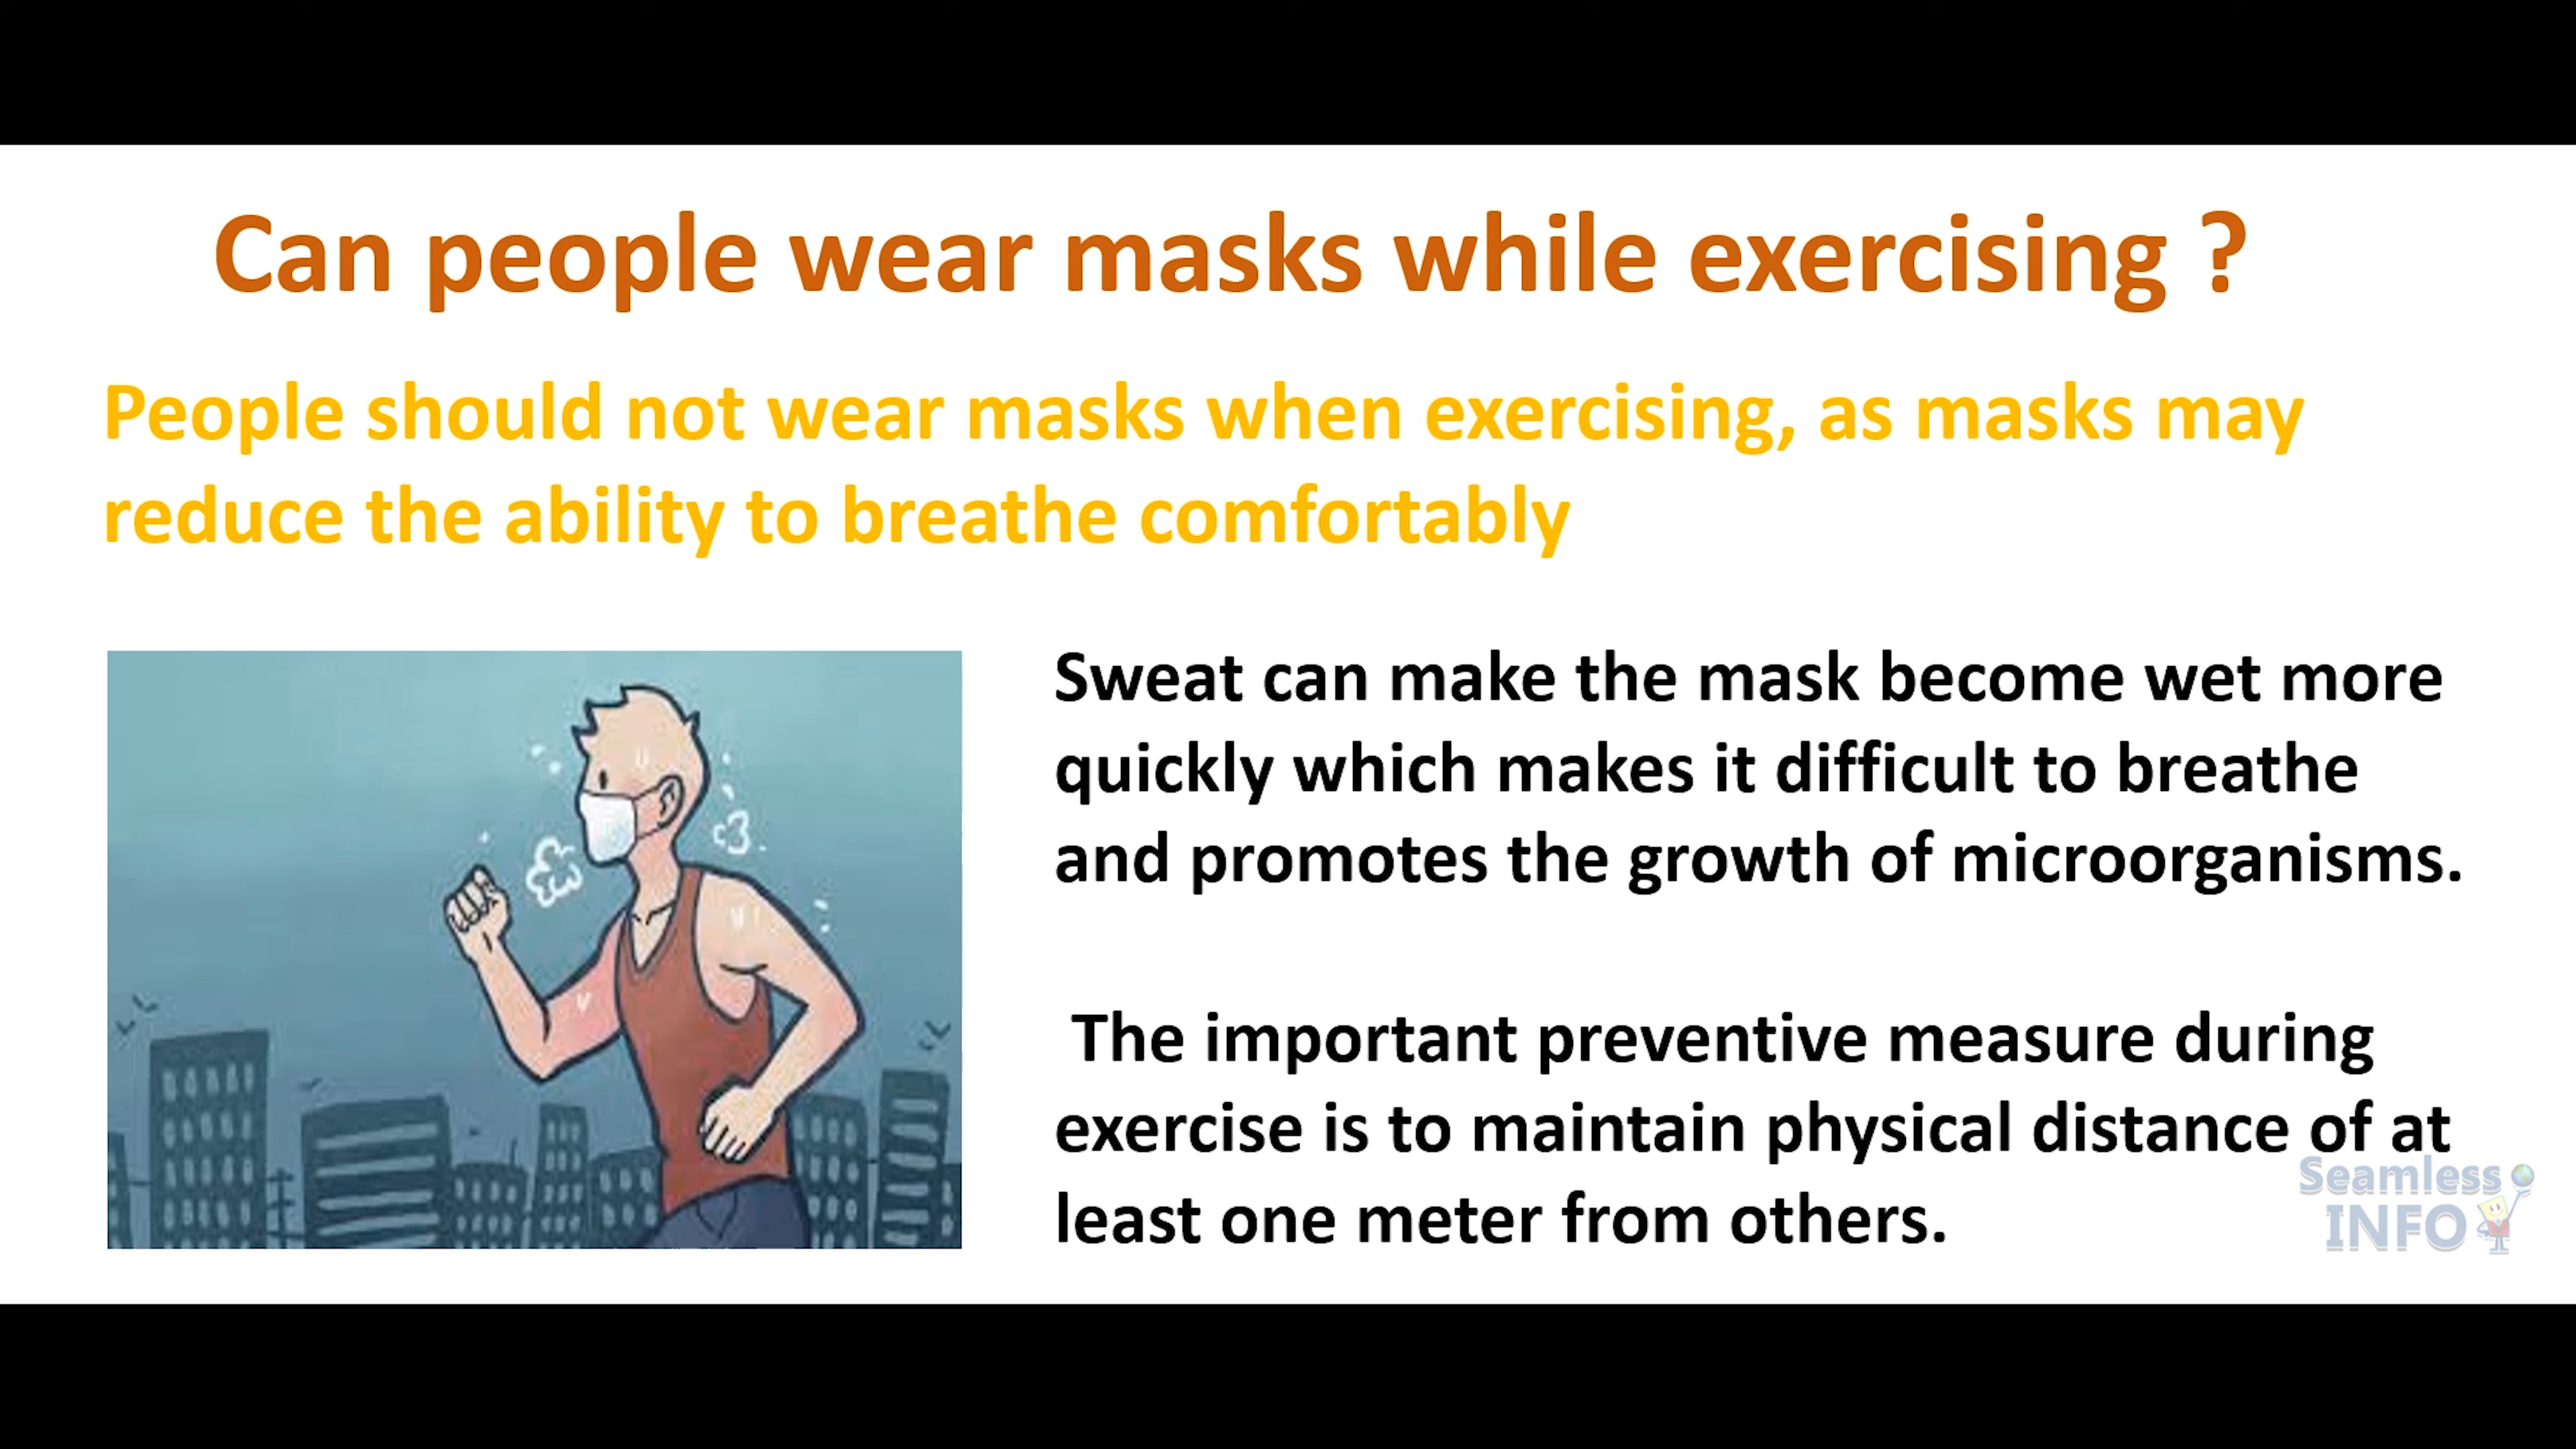 Can people wear masks while exercising ?
People should not wear masks when exercising, as masks may
reduce the ability to breathe comfortably
Sweat can make the mask become wet more
quickly which makes it difficult to breathe
and promotes the growth of microorganisms.
The important preventive measure during
exercise is to maintain physical distance of at
least one meter from others.
Seamless
INFO